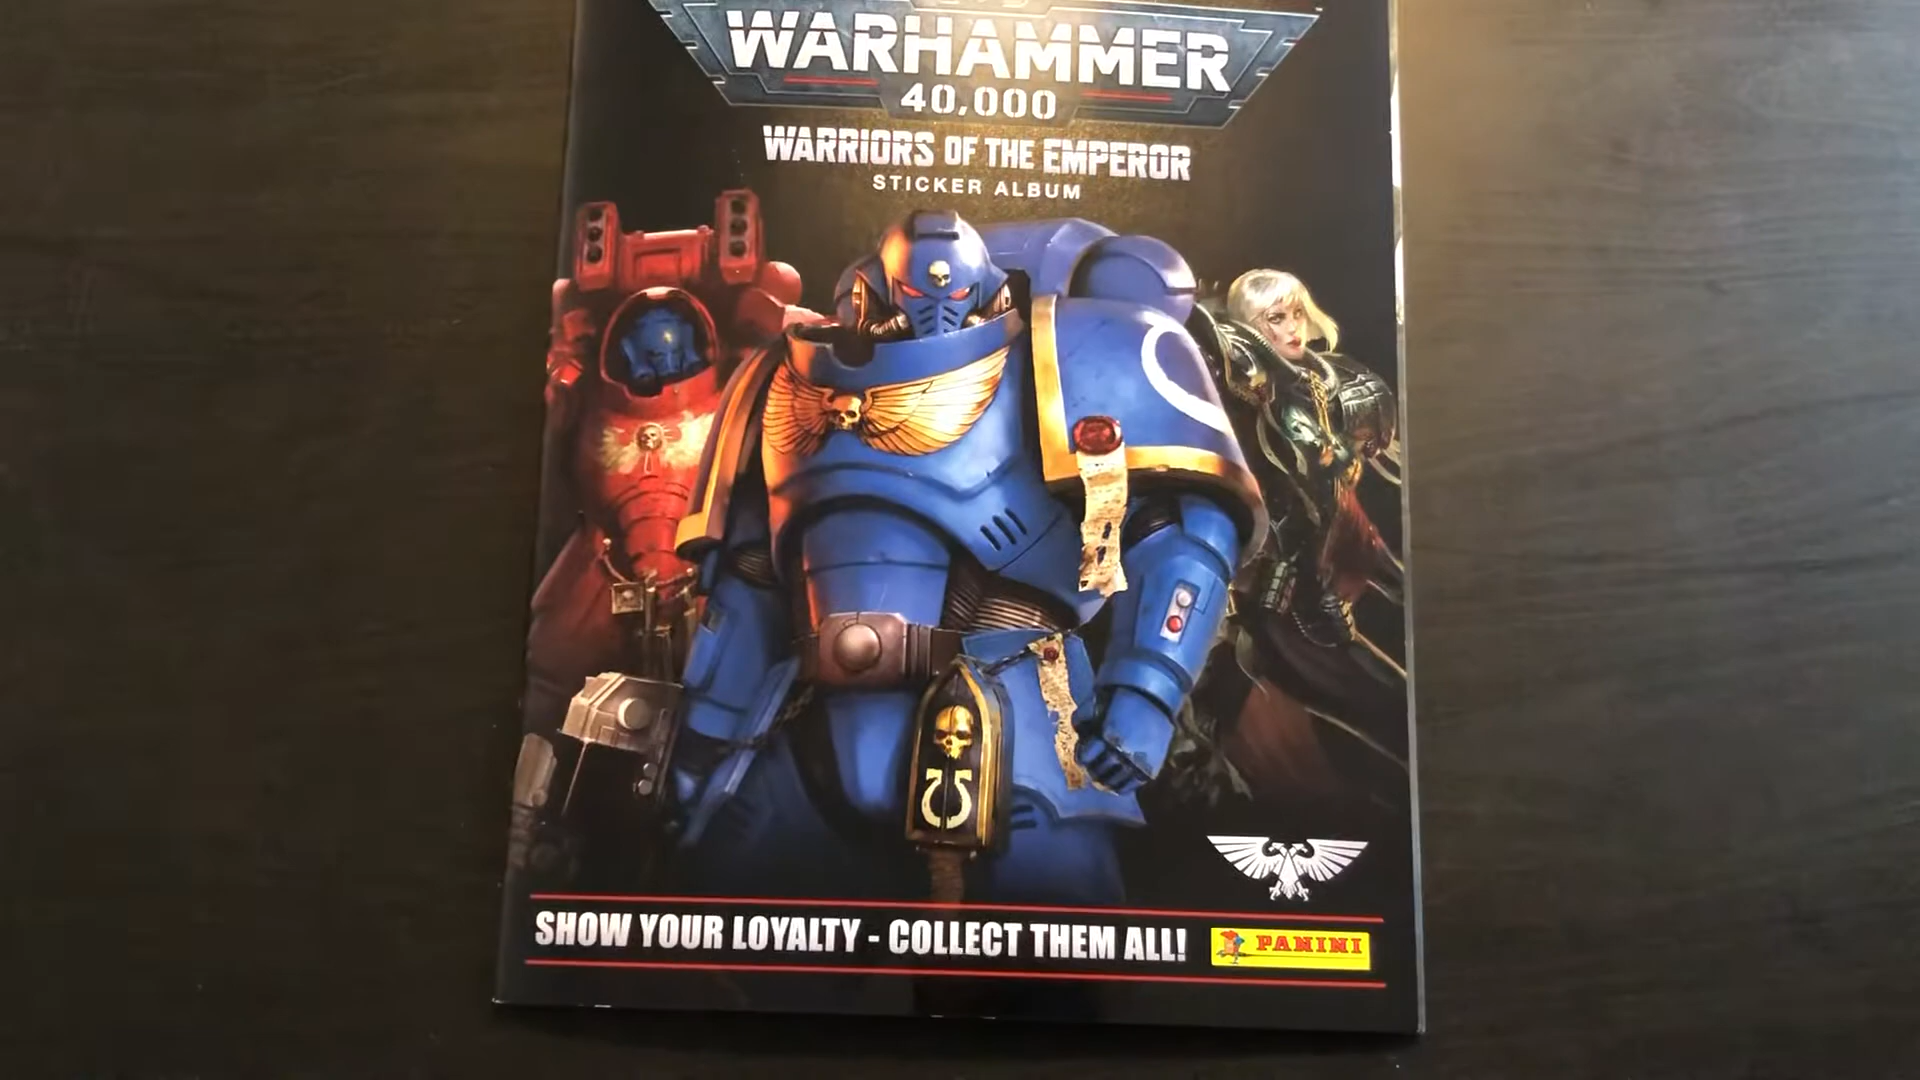 WARHAMMER
40,000
WARRIORS OF THE EMPEROR
STICKER ALBUM
SHOW YOUR LOYALTY - COLLECT THEM ALL!
PANINI